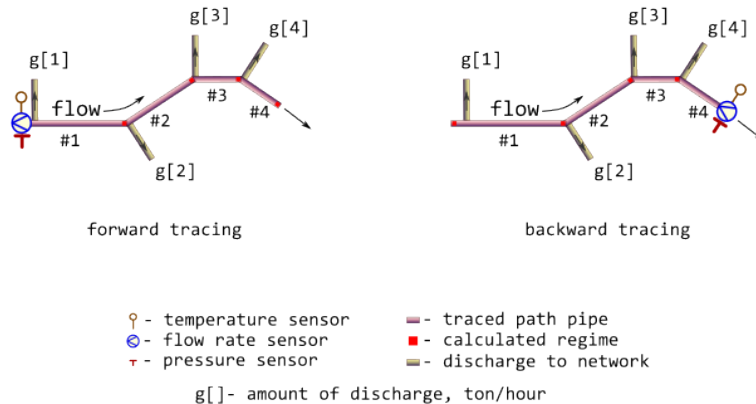 g[3]
g[4]
g[1]
flow
#3
#4
#2
#1
g[2]
forward tracing
g[3]
g[4]
g[1]
flow
#3
#4
#2
#1
g[2]
backward tracing
- temperature sensor
- flow rate sensor
- pressure sensor
- traced path pipe
- calculated regime
- discharge to network
g[]- amount of discharge, ton/hour